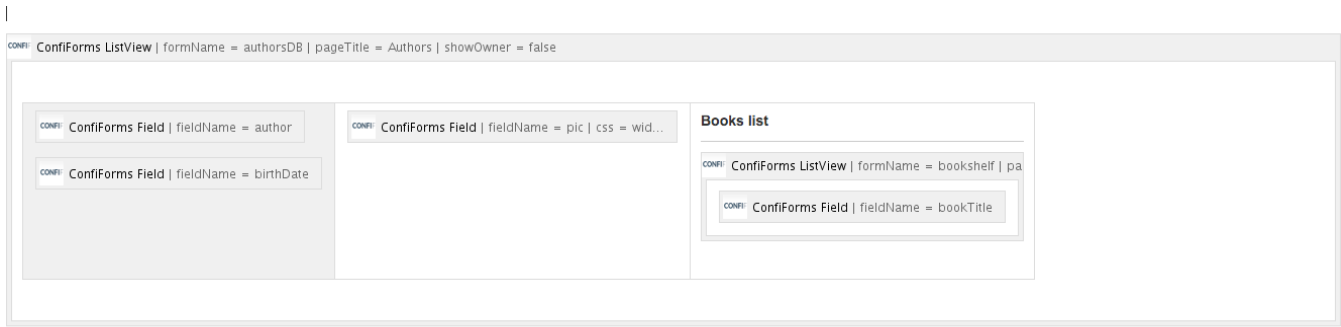 CONFI ConfiForms ListView | formName = authorsDB | pageTitle = Authors | showOwner = false
CONFI ConfiForms Field | fieldName = author
CONFI ConfiForms Field | fieldName = birthDate
CONFI ConfiForms Field | fieldName = pic | css = wid...
Books list
CONFI ConfiForms ListView | formName = bookshelf | pa
CONFI ConfiForms Field | fieldName = bookTitle